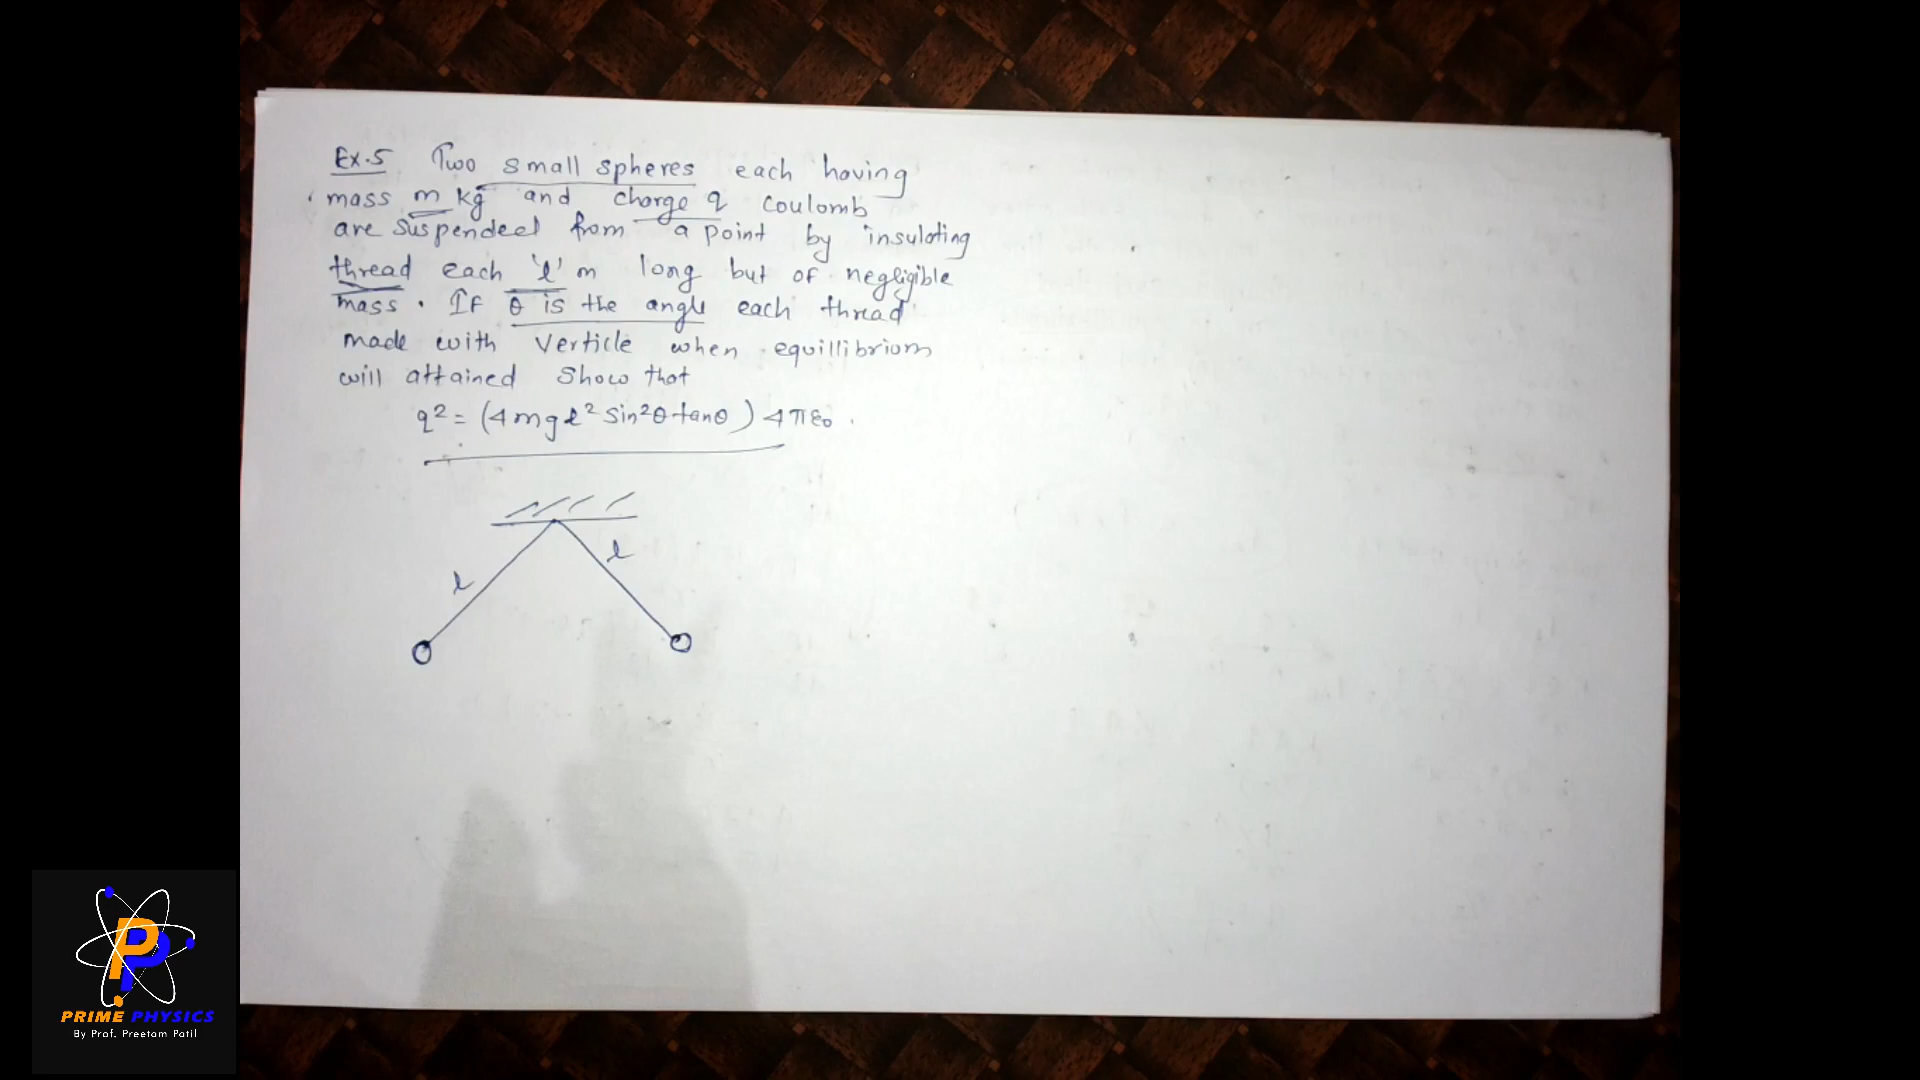 Ex.5 Two small spheres each having
mass m kg and charge q coulomb
are suspended from a point by insulating
thread each 'l' m long but of negligible
mass. If θ is the angle each thread
made with verticle when equillibriom
will attained show that
q² = (4mgl² sin²θ tanθ) 4πε₀.
l
l
PRIME PHYSICS
By Prof. Preetam Patil